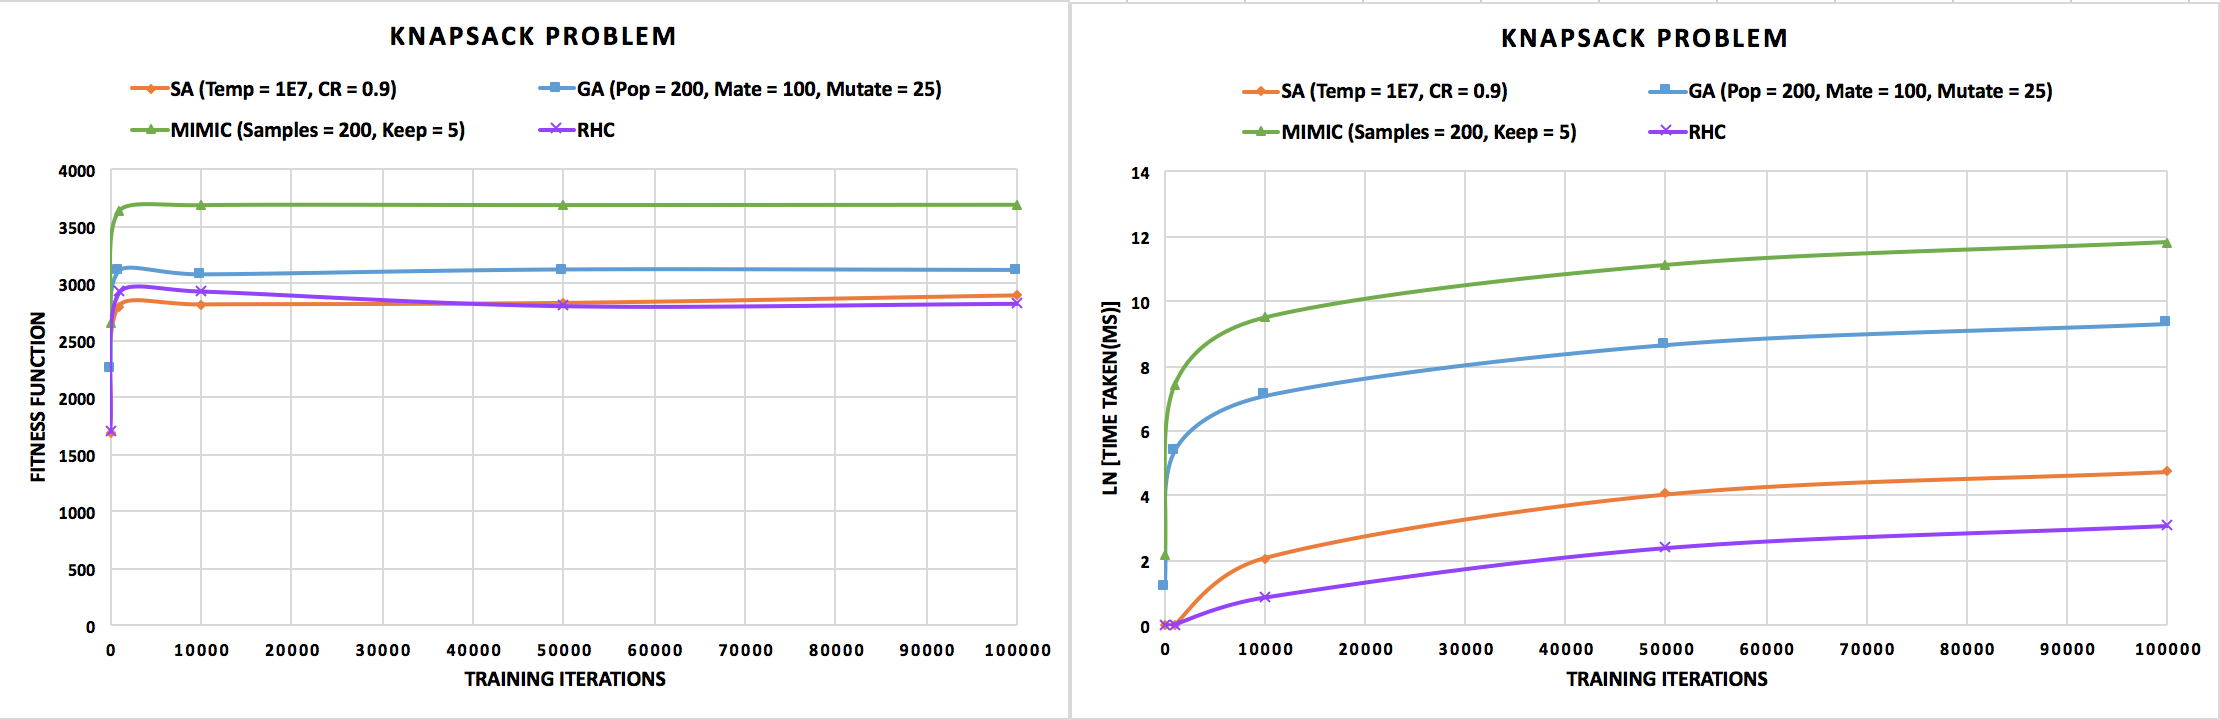 KNAPSACK PROBLEM
SA (Temp = 1E7, CR = 0.9)
GA (Pop = 200, Mate = 100, Mutate = 25)
MIMIC (Samples = 200, Keep = 5)
RHC
4000
3500
3000
2500
2000
1500
1000
500
0
FITNESS FUNCTION
0 10000 20000 30000 40000 50000 60000 70000 80000 90000 100000
TRAINING ITERATIONS
KNAPSACK PROBLEM
SA (Temp = 1E7, CR = 0.9)
GA (Pop = 200, Mate = 100, Mutate = 25)
MIMIC (Samples = 200, Keep = 5)
RHC
14
12
10
8
6
4
2
0
LN [TIME TAKEN(MS)]
0 10000 20000 30000 40000 50000 60000 70000 80000 90000 100000
TRAINING ITERATIONS